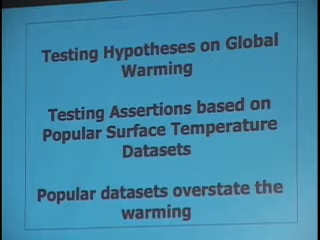 Testing Hypotheses on Global
Warming
Testing Assertions based on
Popular Surface Temperature
Datasets
Popular datasets overstate the
warming